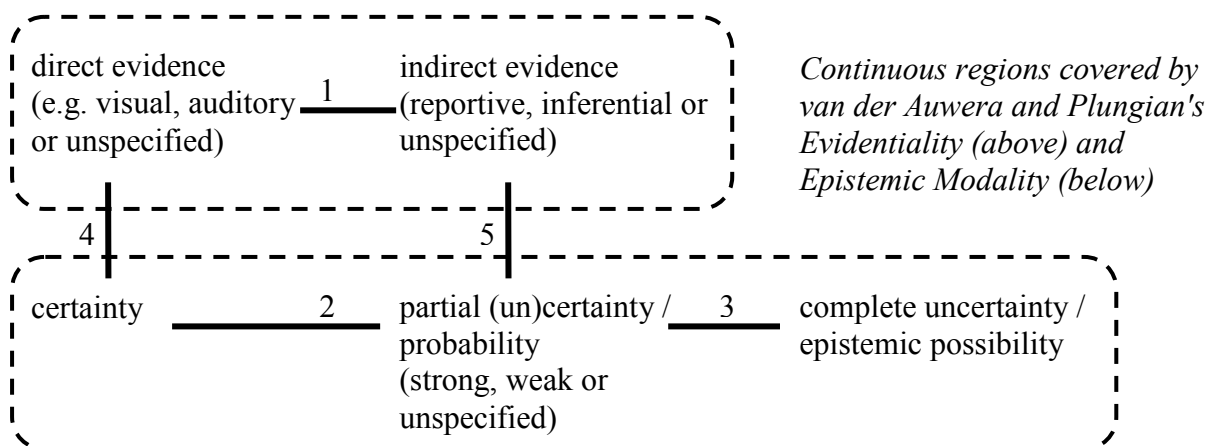 direct evidence
(e.g. visual, auditory
or unspecified)
1
indirect evidence
(reportive, inferential or
unspecified)
Continuous regions covered by
van der Auwera and Plungian's
Evidentiality (above) and
Epistemic Modality (below)
4
5
certainty
2
partial (un)certainty /
probability
(strong, weak or
unspecified)
3
complete uncertainty /
epistemic possibility